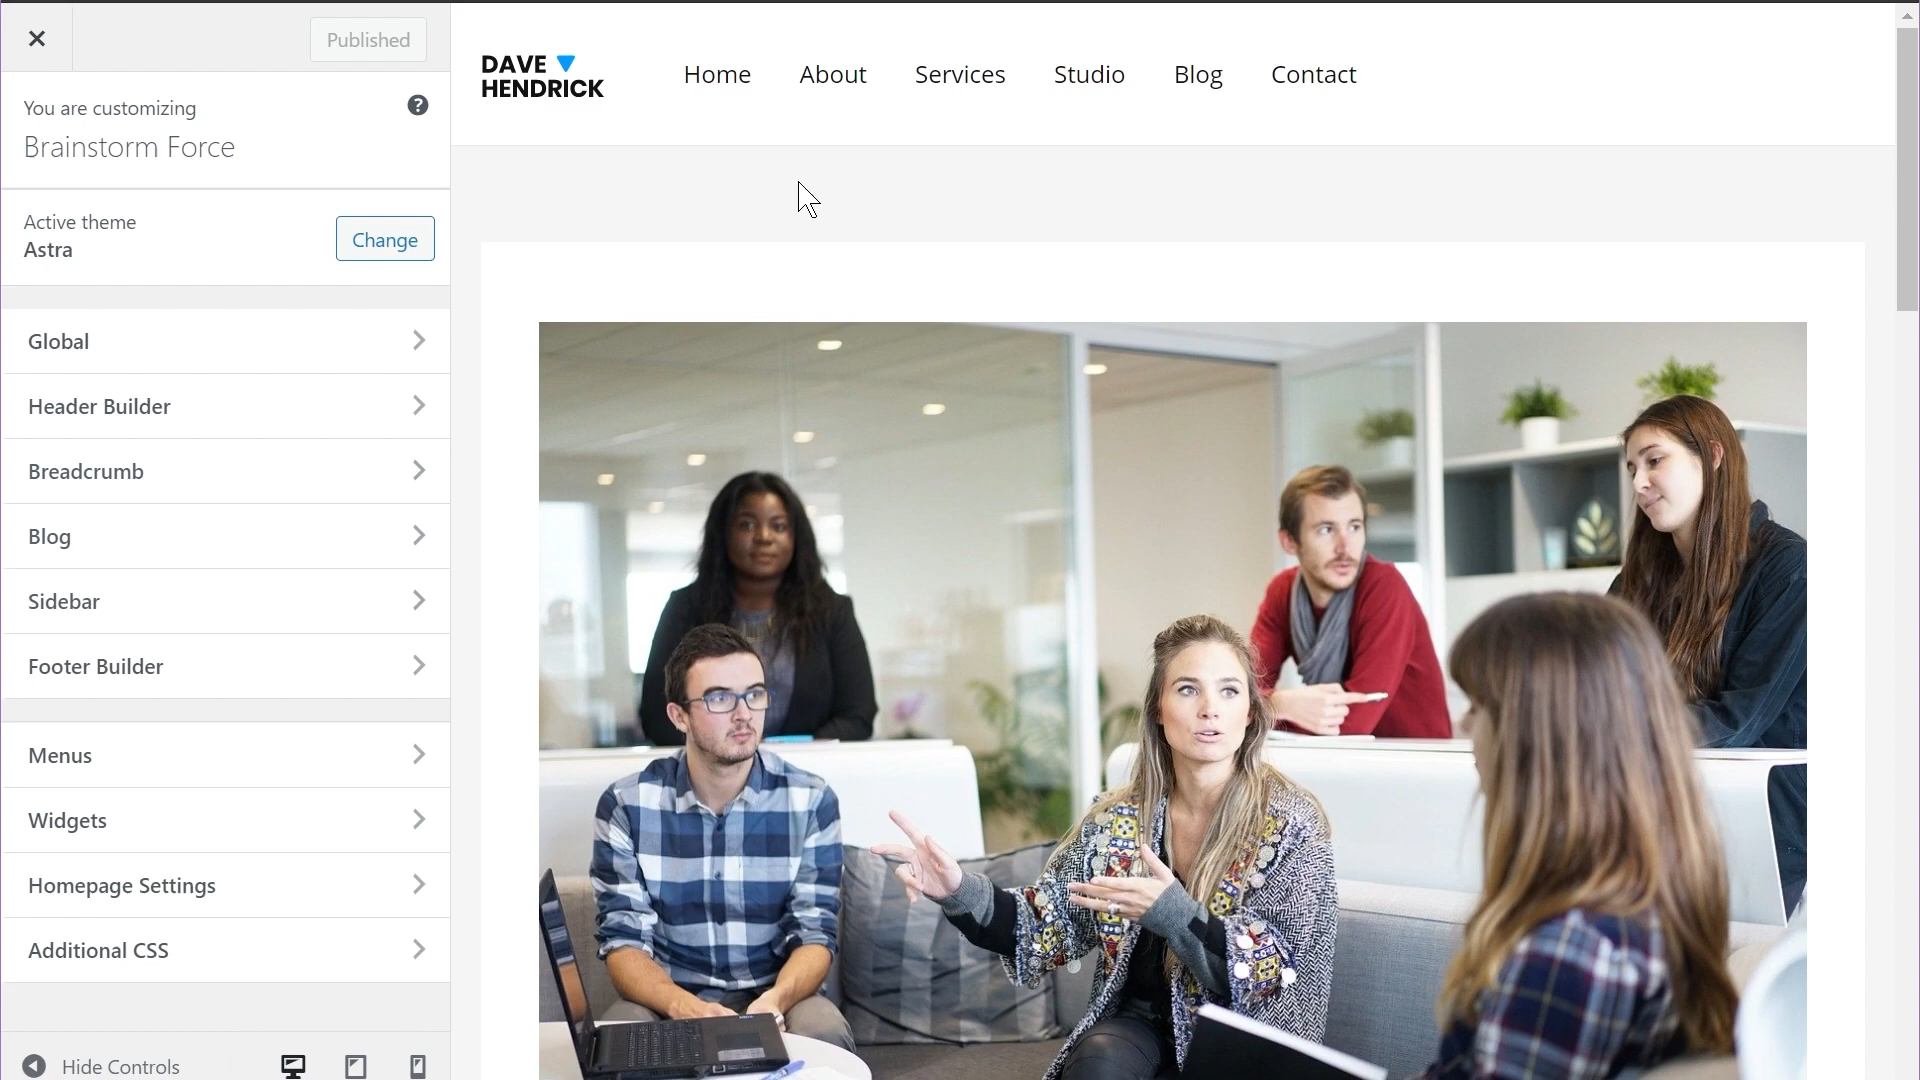 Published
You are customizing
Brainstorm Force
Active theme
Astra
Change
Global
Header Builder
Breadcrumb
Blog
Sidebar
Footer Builder
Menus
Widgets
Homepage Settings
Additional CSS
Hide Controls
DAVE
HENDRICK
Home About Services Studio Blog Contact